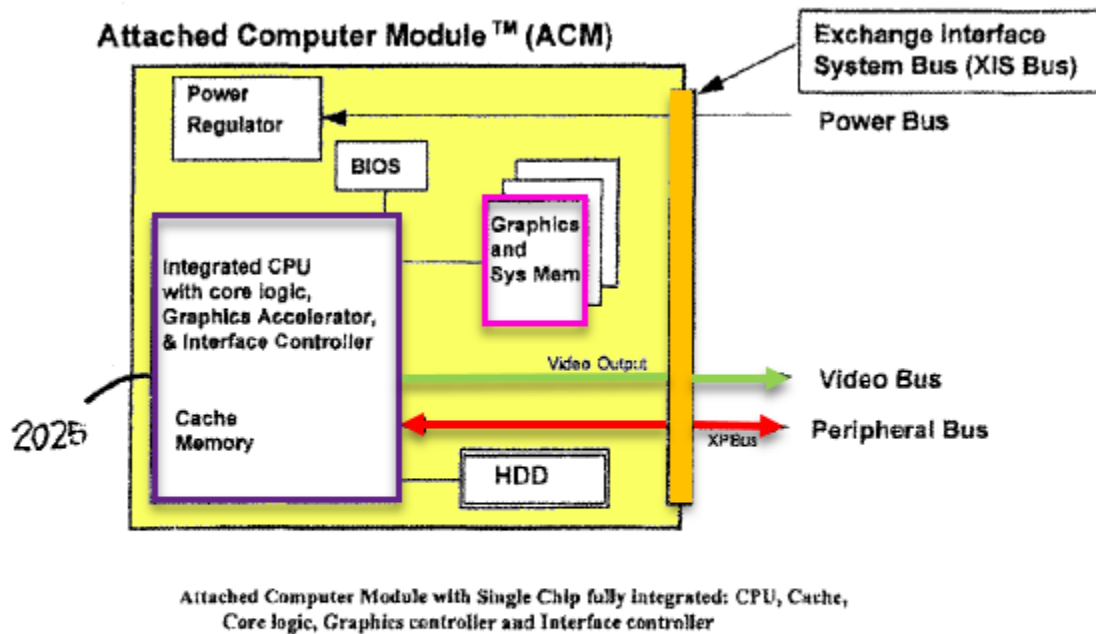 Attached Computer Module™ (ACM)
Exchange Interface
System Bus (XIS Bus)
Power
Regulator
Power Bus
BIOS
Graphics
and
Sys Mem
Integrated CPU
with core logic,
Graphics Accelerator,
& Interface Controller
Video Output
Video Bus
2025
Cache
Memory
XPBus
Peripheral Bus
HDD
Attached Computer Module with Single Chip fully integrated: CPU, Cache,
Core logic, Graphics controller and Interface controller